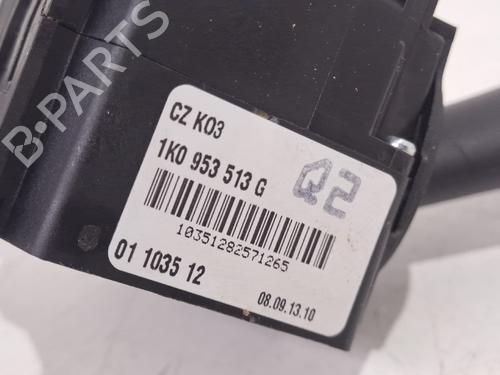 B-PARTS
CZ K03
1K0 953 513 G
Q2
10351282571265
01 1035 12
08.09.13.10